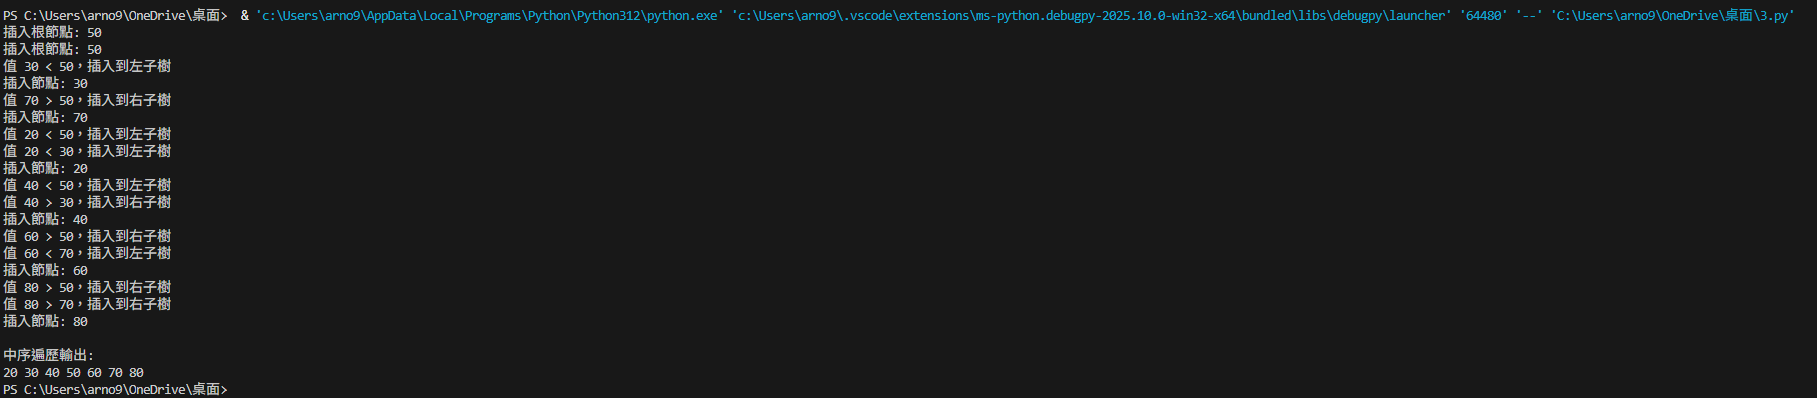 PS C:\Users\arno9\OneDrive\桌面>  & 'c:\Users\arno9\AppData\Local\Programs\Python\Python312\python.exe' 'c:\Users\arno9\.vscode\extensions\ms-python.debugpy-2025.10.0-win32-x64\bundled\libs\debugpy\launcher' '64480' '--' 'C:\Users\arno9\OneDrive\桌面\3.py'
插入根節點: 50
插入根節點: 50
值 30 < 50，插入到左子樹
插入節點: 30
值 70 > 50，插入到右子樹
插入節點: 70
值 20 < 50，插入到左子樹
值 20 < 30，插入到左子樹
插入節點: 20
值 40 < 50，插入到左子樹
值 40 > 30，插入到右子樹
插入節點: 40
值 60 > 50，插入到右子樹
值 60 < 70，插入到左子樹
插入節點: 60
值 80 > 50，插入到右子樹
值 80 > 70，插入到右子樹
插入節點: 80
中序遍歷輸出:
20 30 40 50 60 70 80
PS C:\Users\arno9\OneDrive\桌面>